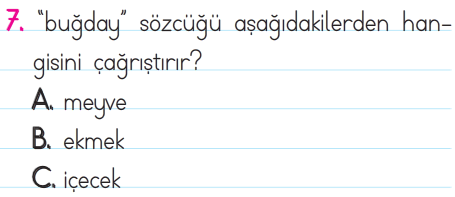 7. "buğday" sözcüğü aşağıdakilerden han-
gisini çağrıştırır?
A. meyve
B. ekmek
C. içecek